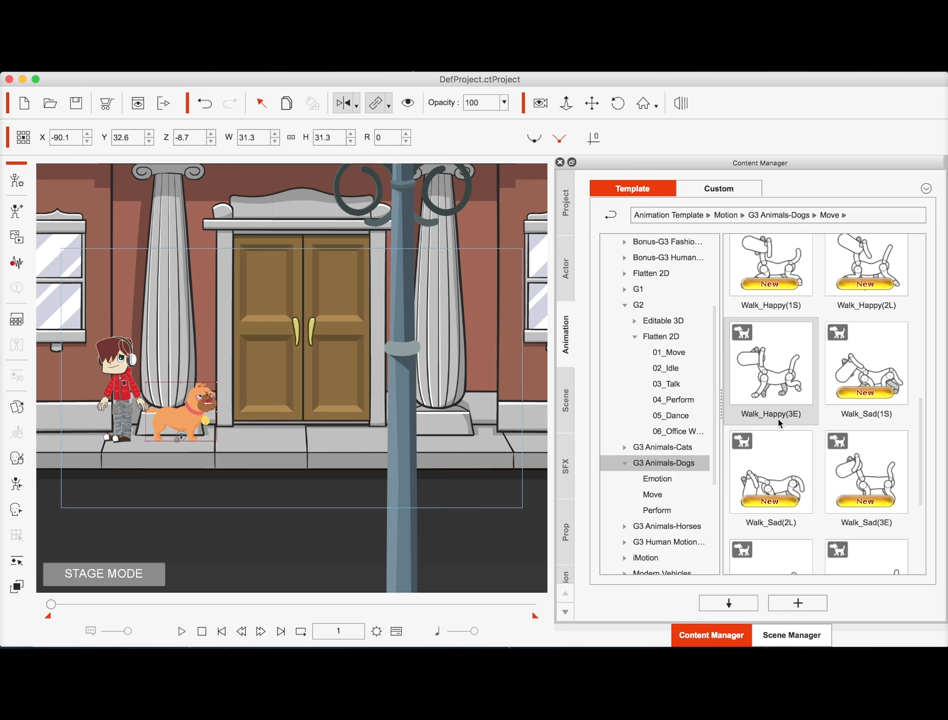 DefProject.ctProject
Opacity : 100
X -90.1 Y 32.6 Z -8.7 W 31.3 H 31.3 R 0
Content Manager
Template Custom
Animation Template Motion G3 Animals-Dogs Move
Project
Actor
Animation
Scene
SFX
Prop
Bonus-G3 Fashio...
Bonus-G3 Human...
Flatten 2D
G1
G2
Editable 3D
Flatten 2D
01_Move
02_Idle
03_Talk
04_Perform
05_Dance
06_Office W...
G3 Animals-Cats
G3 Animals-Dogs
Emotion
Move
Perform
G3 Animals-Horses
G3 Human Motion...
iMotion
Modern Vehicles
New New
Walk_Happy(1S) Walk_Happy(2L)
New
Walk_Happy(3E) Walk_Sad(1S)
New New
Walk_Sad(2L) Walk_Sad(3E)
STAGE MODE
1
Content Manager Scene Manager